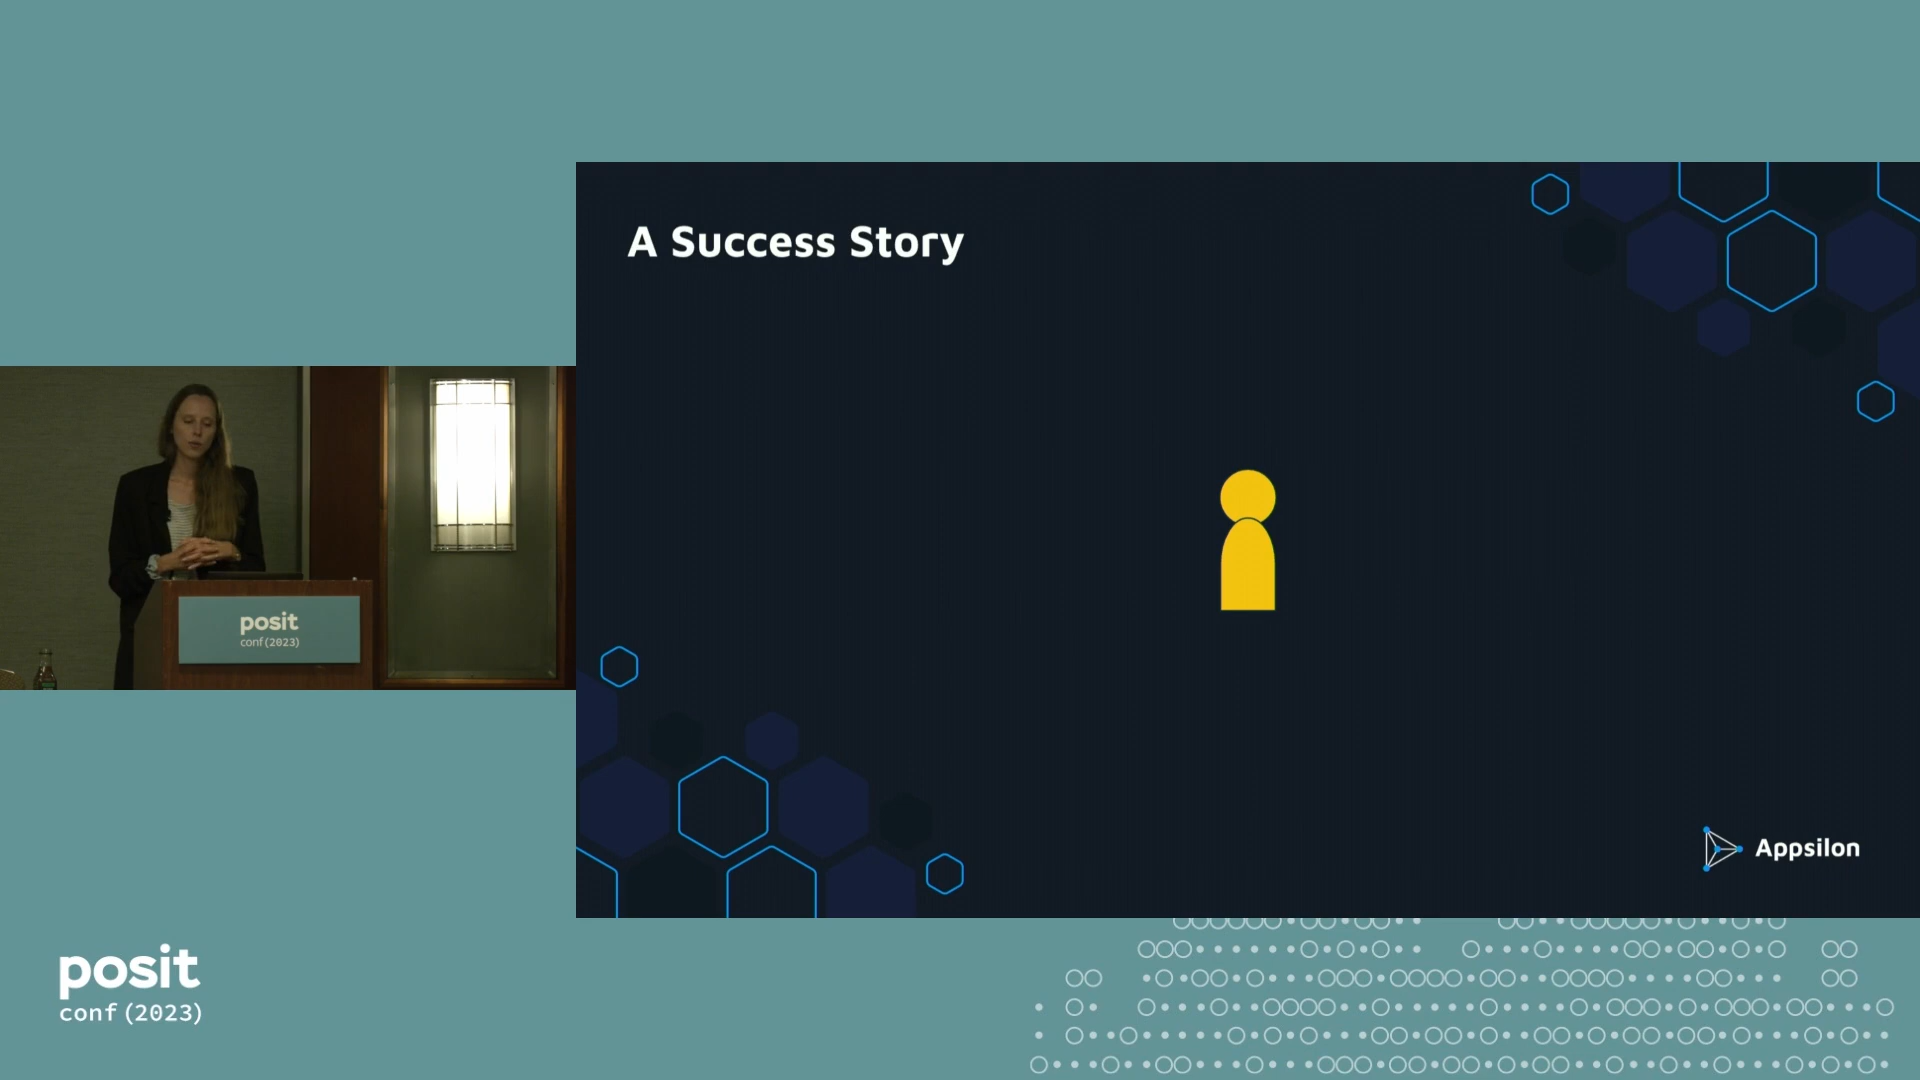 A Success Story
posit
conf(2023)
Appsilon
posit
conf(2023)